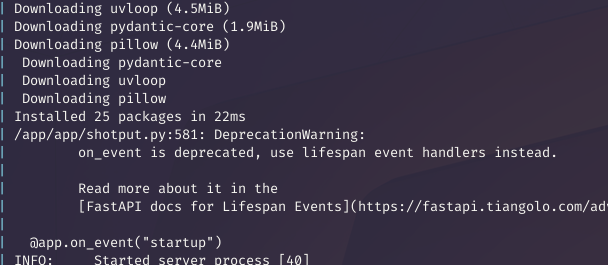 Downloading uvloop (4.5MiB)
Downloading pydantic-core (1.9MiB)
Downloading pillow (4.4MiB)
Downloading pydantic-core
Downloading uvloop
Downloading pillow
Installed 25 packages in 22ms
/app/app/shotput.py:581: DeprecationWarning:
on_event is deprecated, use lifespan event handlers instead.
Read more about it in the
[FastAPI docs for Lifespan Events](https://fastapi.tiangolo.com/adv
@app.on_event("startup")
INFO: Started server process [40]